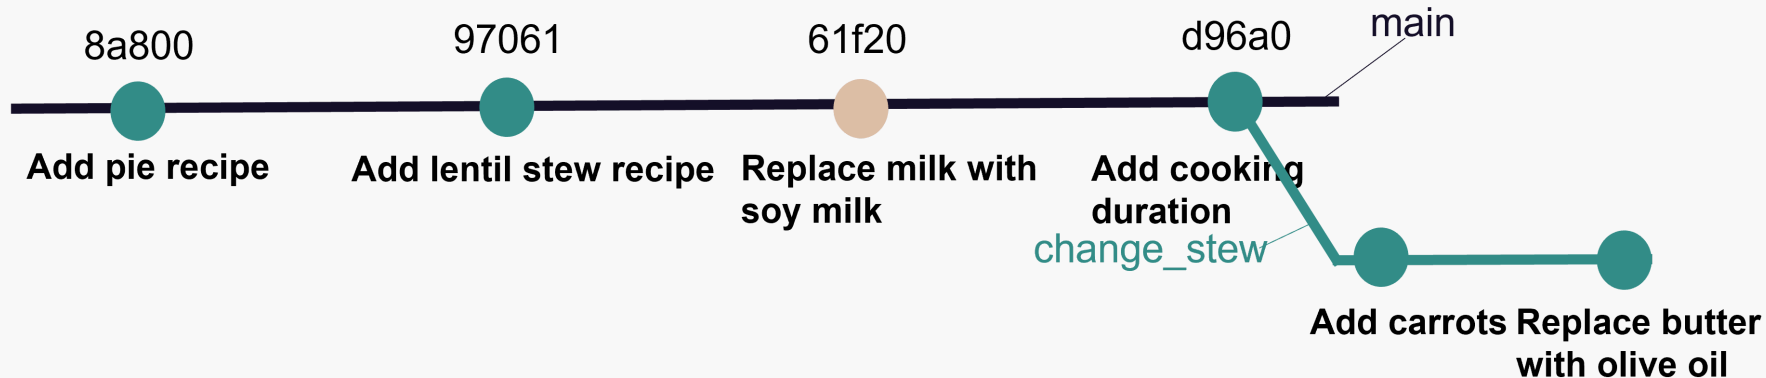 8a800
97061
61f20
d96a0
main
Add pie recipe
Add lentil stew recipe
Replace milk with
soy milk
Add cooking
duration
change_stew
Add carrots
Replace butter
with olive oil